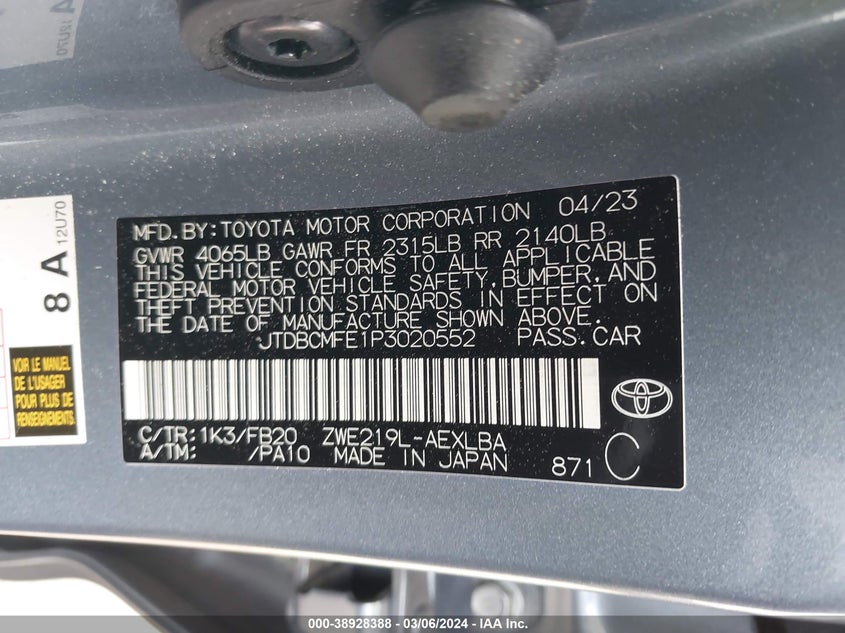 12U70 A
8 A 12U70
VOIR LE MANUEL
DE L'USAGER
POUR PLUS DE
RENSEIGNEMENTS
MFD. BY: TOYOTA MOTOR CORPORATION 04/23
GVWR 4065LB GAWR FR 2315LB RR 2140LB
THIS VEHICLE CONFORMS TO ALL APPLICABLE
FEDERAL MOTOR VEHICLE SAFETY, BUMPER, AND
THEFT PREVENTION STANDARDS IN EFFECT ON
THE DATE OF MANUFACTURE SHOWN ABOVE.
JTDBCMFE1P3020552 PASS. CAR
C/TR: 1K3/FB20 ZWE219L-AEXLBA
A/TM: /PA10 MADE IN JAPAN 871 C
000-38928388 — 03/06/2024 — IAA Inc.